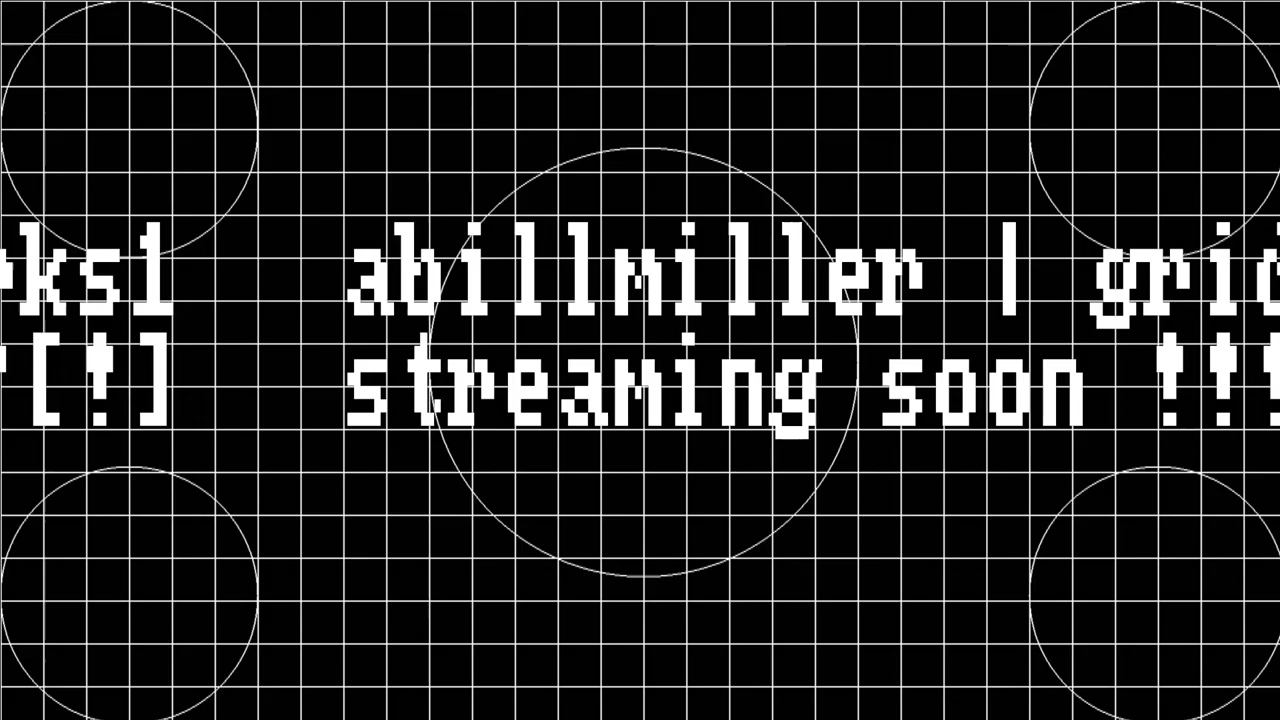 ks1 abillmiller | gri
[!] streaming soon !!!